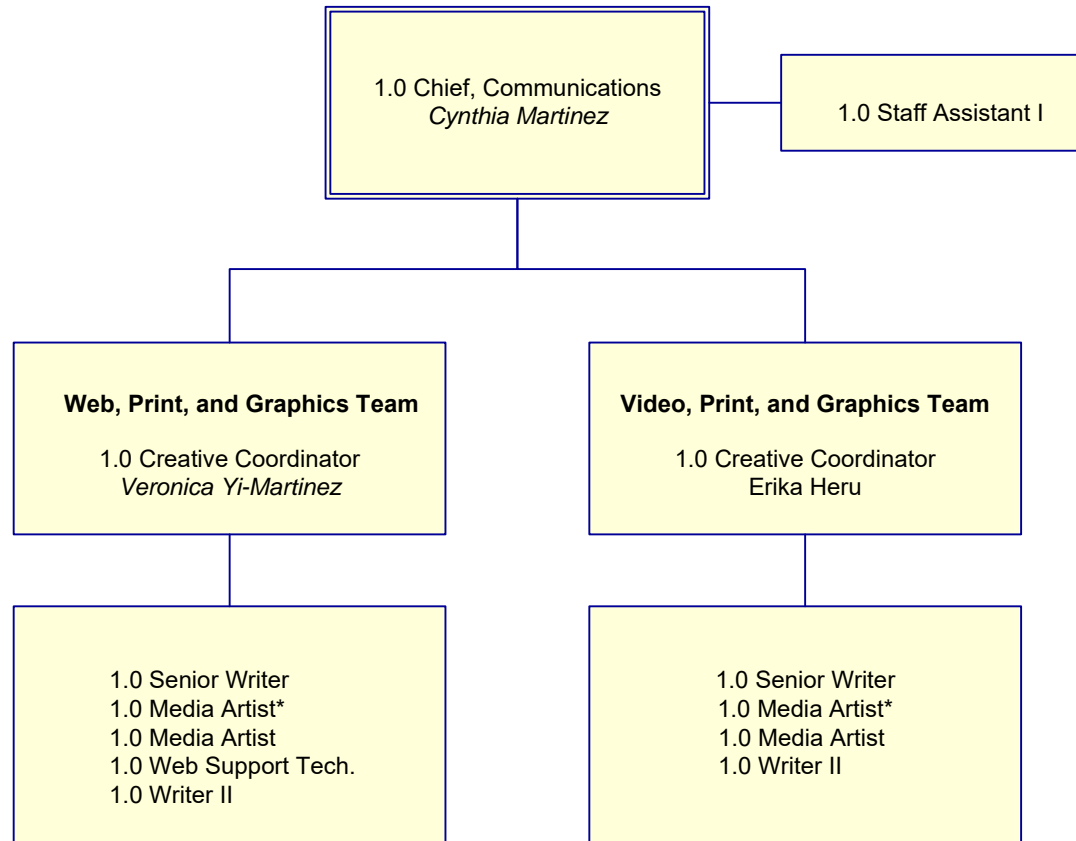 1.0 Chief, Communications
Cynthia Martinez
1.0 Staff Assistant I
Web, Print, and Graphics Team
1.0 Creative Coordinator
Veronica Yi-Martinez
Video, Print, and Graphics Team
1.0 Creative Coordinator
Erika Heru
1.0 Senior Writer
1.0 Media Artist*
1.0 Media Artist
1.0 Web Support Tech.
1.0 Writer II
1.0 Senior Writer
1.0 Media Artist*
1.0 Media Artist
1.0 Writer II